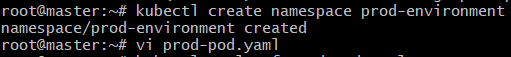 root@master:~# kubectl create namespace prod-environment
namespace/prod-environment created
root@master:~# vi prod-pod.yaml